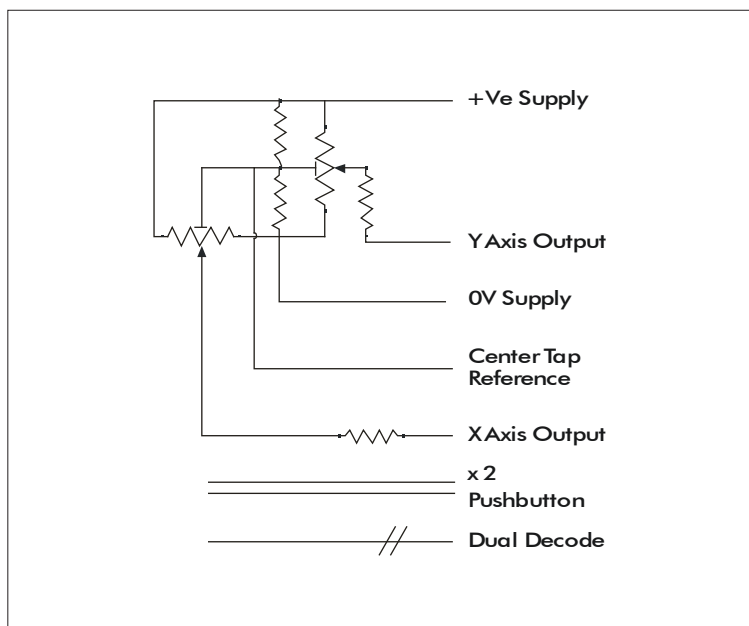 +Ve Supply
Y Axis Output
0V Supply
Center Tap
Reference
X Axis Output
x 2
Pushbutton
Dual Decode